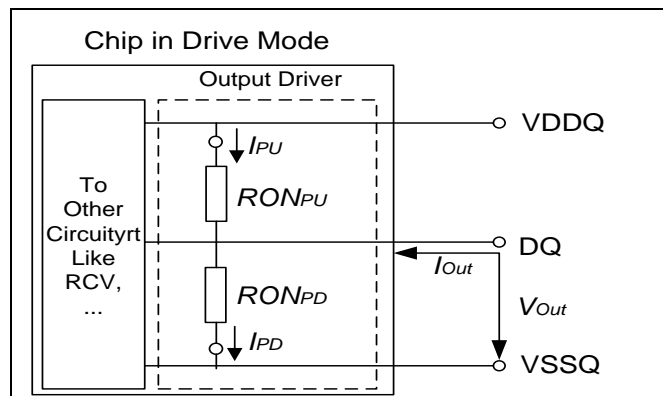 Chip in Drive Mode
Output Driver
To
Other
Circuityrt
Like
RCV,
...
IPU
RONPU
RONPD
IPD
VDDQ
DQ
IOut
VOut
VSSQ